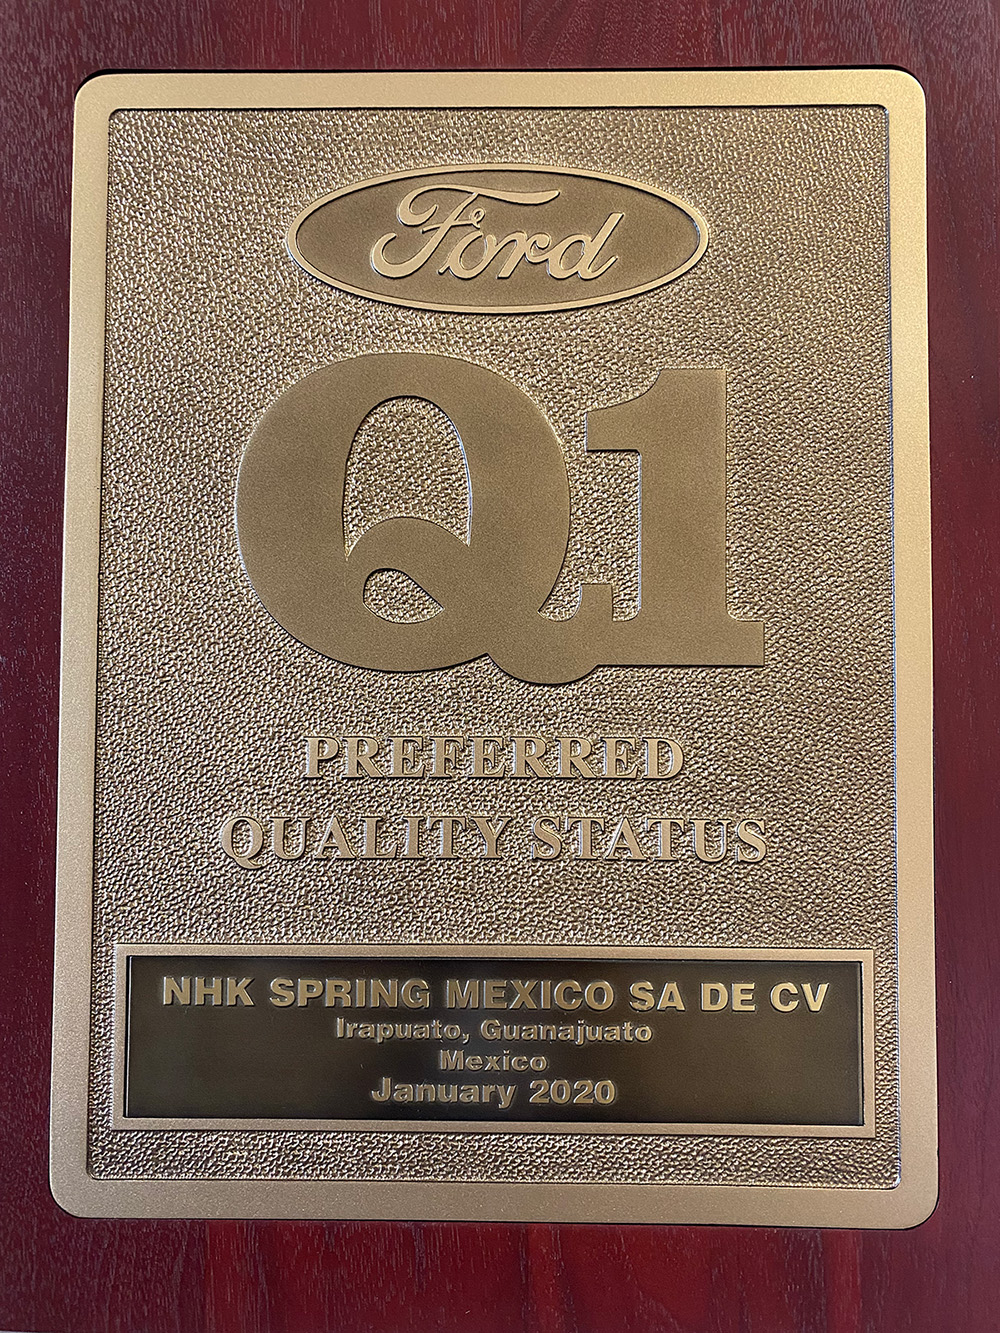 Ford
Q1
PREFERRED
QUALITY STATUS
NHK SPRING MEXICO SA DE CV
Irapuato, Guanajuato
Mexico
January 2020